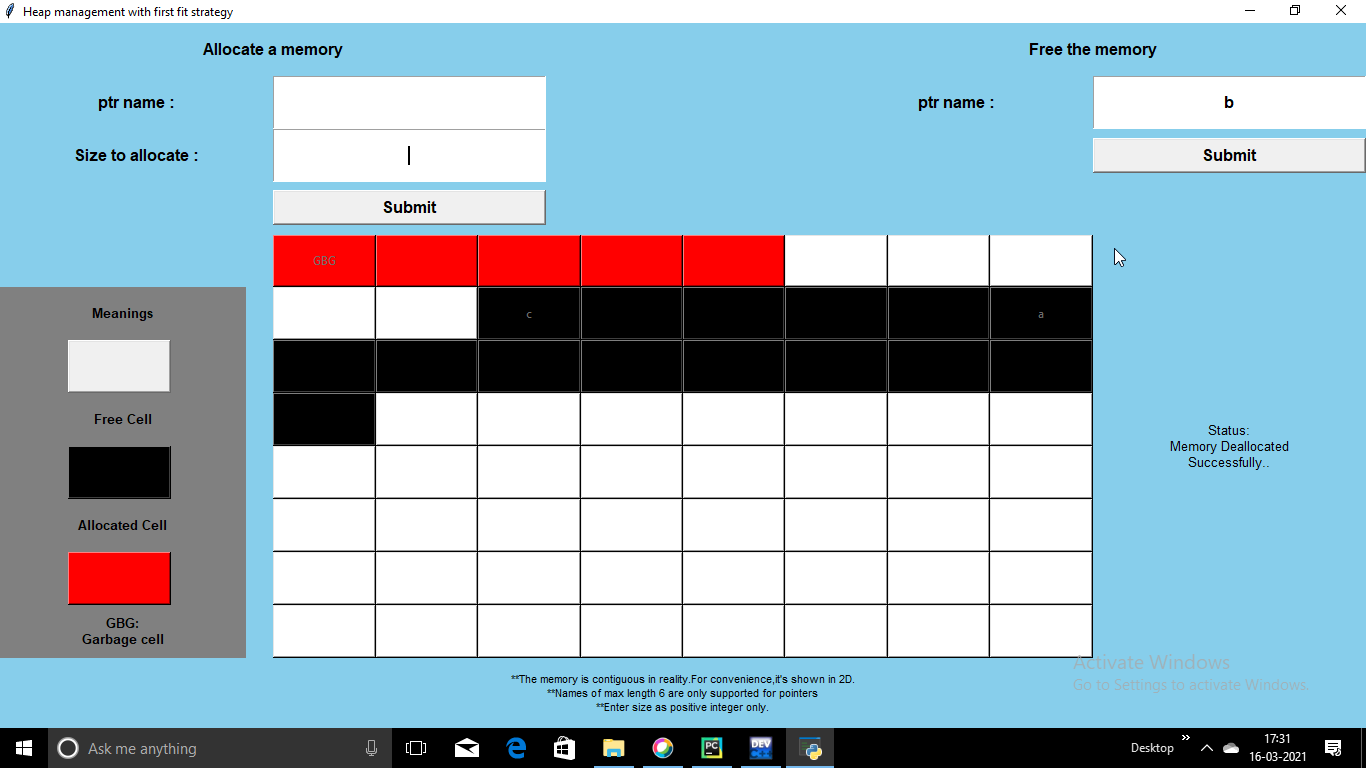 Heap management with first fit strategy
Allocate a memory
Free the memory
ptr name :
ptr name :
b
Size to allocate :
Submit
Submit
GBG
Meanings
c
a
Free Cell
Status:
Memory Deallocated
Successfully..
Allocated Cell
GBG:
Garbage cell
Activate Windows
Go to Settings to activate Windows.
**The memory is contiguous in reality.For convenience,it's shown in 2D.
**Names of max length 6 are only supported for pointers
**Enter size as positive integer only.
Ask me anything
PC
DEV
Desktop
17:31
16-03-2021